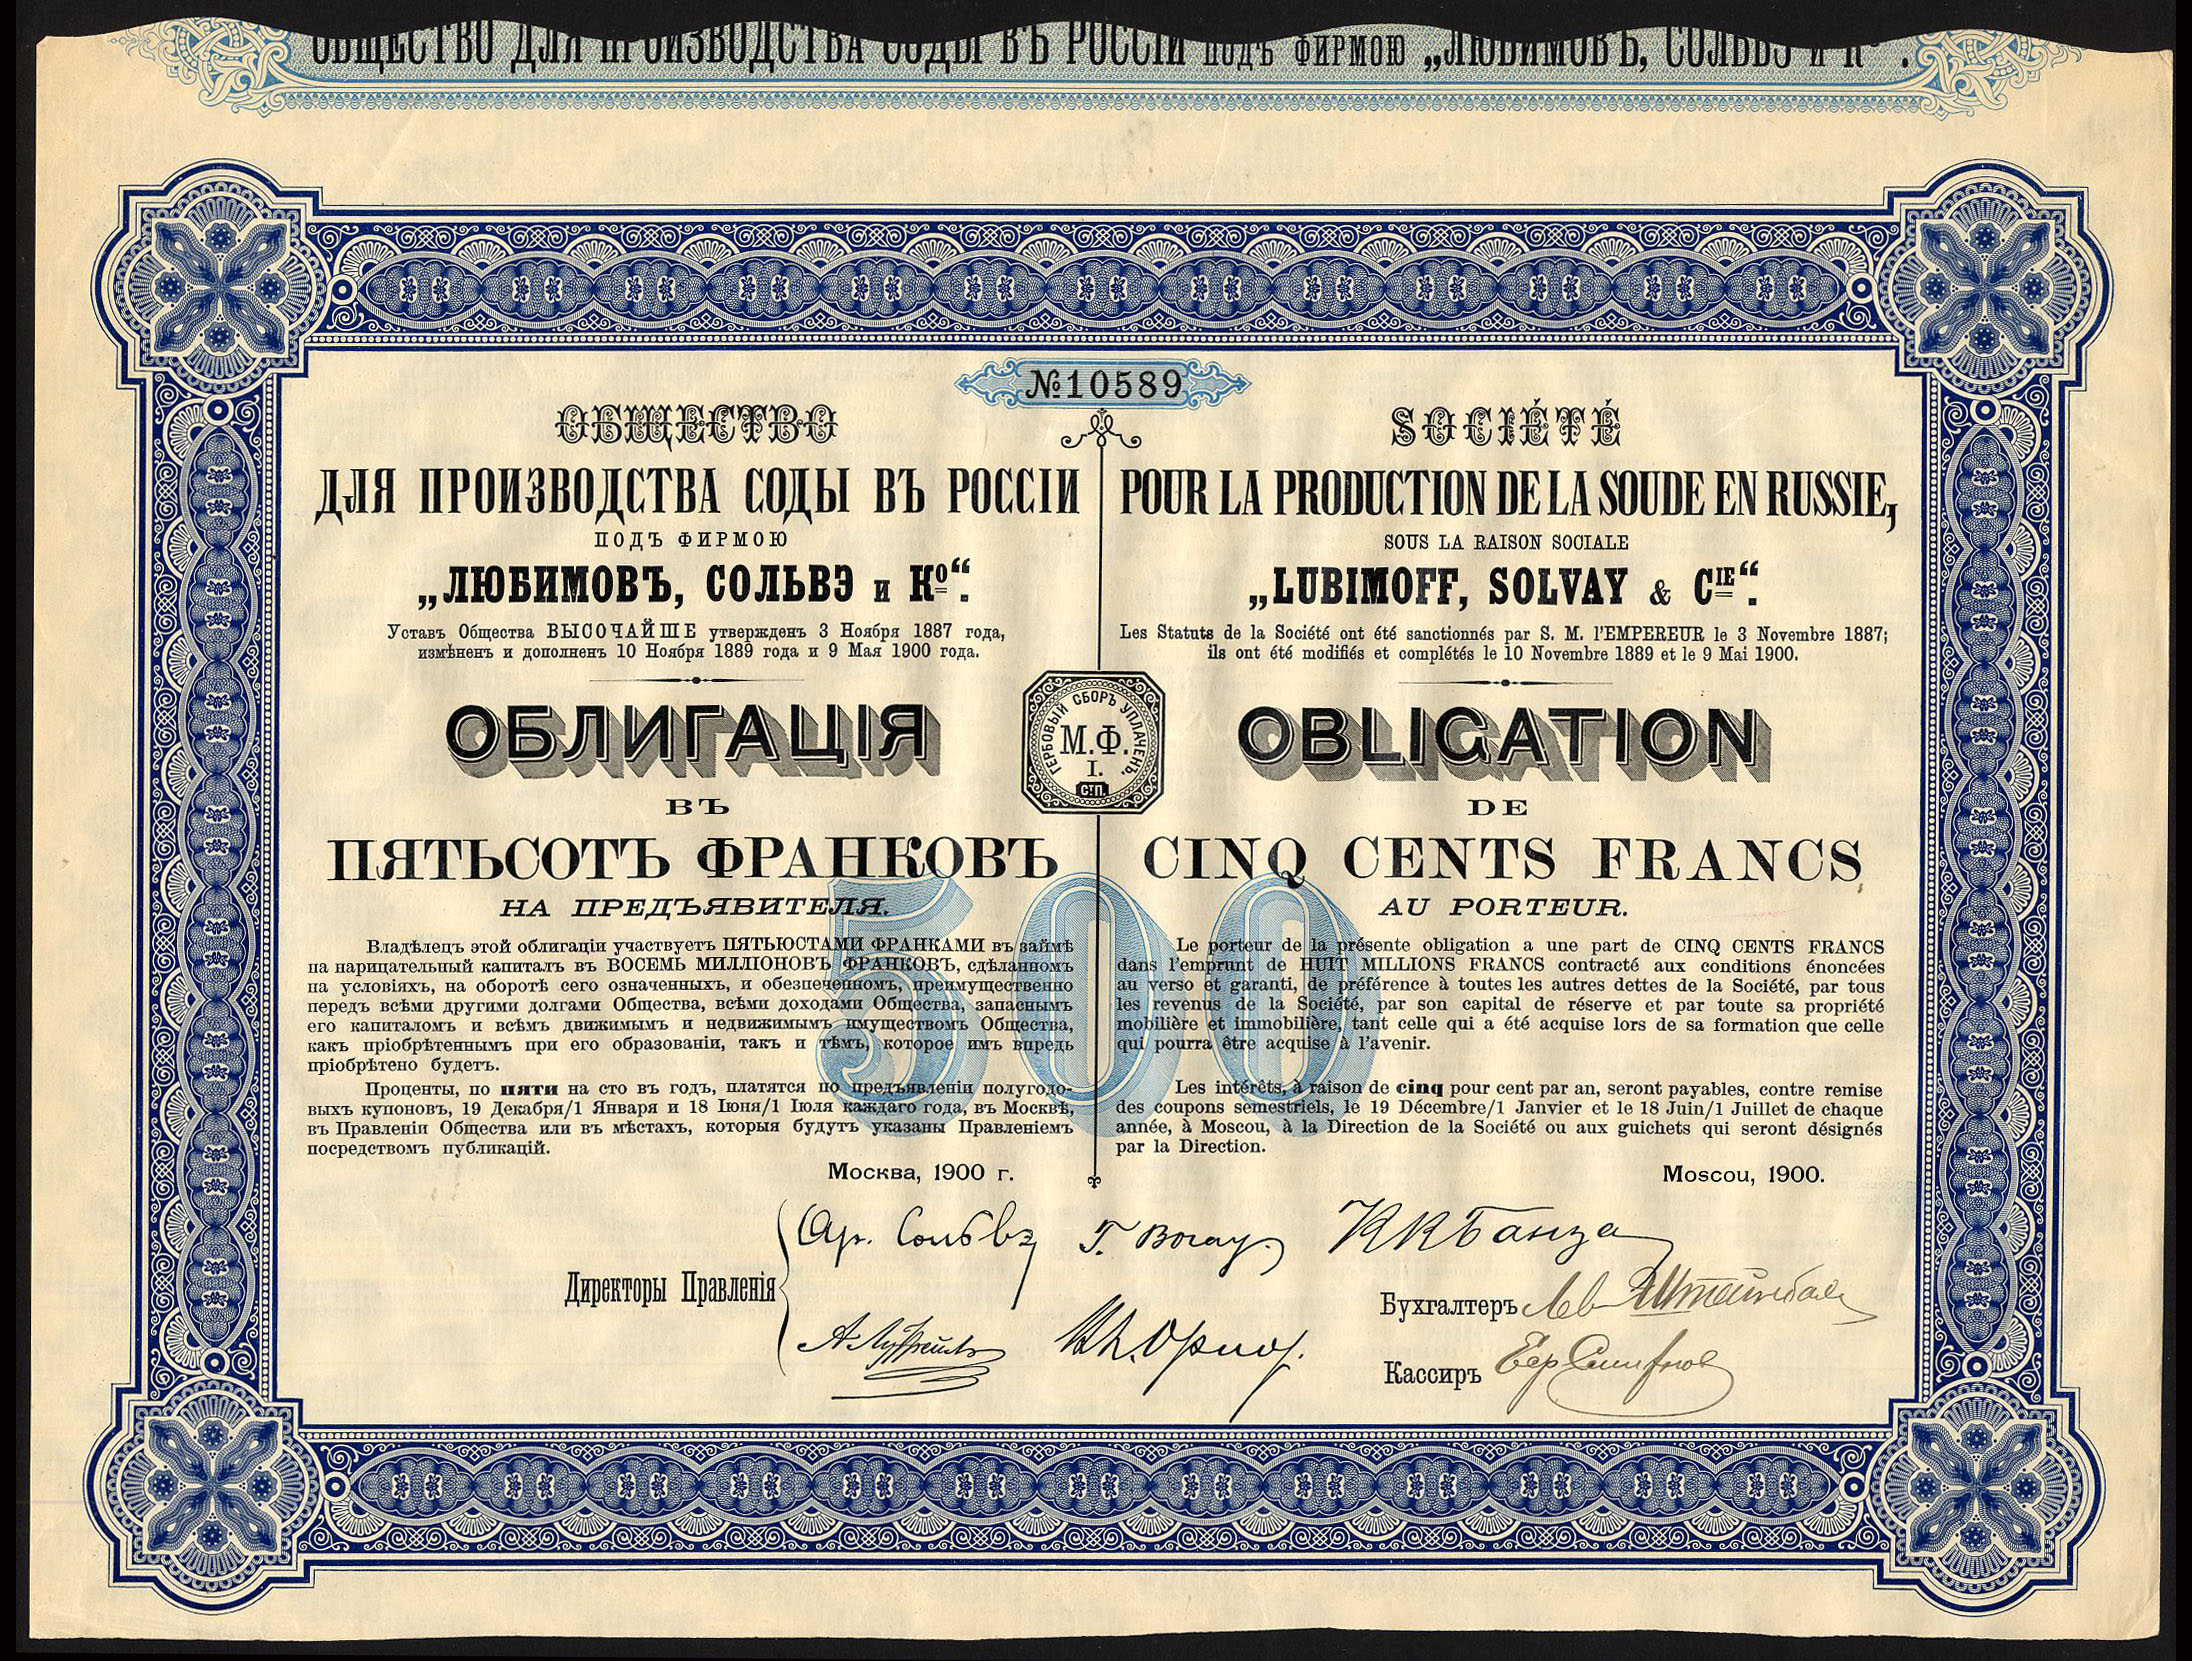 ОБЩЕСТВО ДЛЯ ПРОИЗВОДСТВА СОДЫ ВЪ РОССІИ ПОДЪ ФИРМОЮ „ЛЮБИМОВЪ, СОЛЬВЭ и Кº".
№10589
ОБЩЕСТВО
ДЛЯ ПРОИЗВОДСТВА СОДЫ ВЪ РОССІИ
ПОДЪ ФИРМОЮ
„ЛЮБИМОВЪ, СОЛЬВЭ и Кº“.
Уставъ Общества ВЫСОЧАЙШЕ утвержденъ 3 Ноября 1887 года,
измѣненъ и дополненъ 10 Ноября 1889 года и 9 Мая 1900 года.
ОБЛИГАЦІЯ
ВЪ
ПЯТЬСОТЪ ФРАНКОВЪ
НА ПРЕДЪЯВИТЕЛЯ.
Владѣлецъ этой облигаціи участвуетъ ПЯТЬЮСТАМИ ФРАНКАМИ въ займѣ
на нарицательный капиталъ въ ВОСЕМЬ МИЛЛІОНОВЪ ФРАНКОВЪ, сдѣланномъ
на условіяхъ, на оборотѣ сего означенныхъ, и обезпеченномъ, преимущественно
передъ всѣми другими долгами Общества, всѣми доходами Общества, запаснымъ
его капиталомъ и всѣмъ движимымъ и недвижимымъ имуществомъ Общества,
какъ пріобрѣтеннымъ при его образованіи, такъ и тѣмъ, которое имъ впредь
пріобрѣтено будетъ.
Проценты, по пяти на сто въ годъ, платятся по предъявленіи полугодо-
выхъ купоновъ, 19 Декабря/1 Января и 18 Іюня/1 Іюля каждаго года, въ Москвѣ,
въ Правленіи Общества или въ мѣстахъ, которыя будутъ указаны Правленіемъ
посредствомъ публикацій.
Москва, 1900 г.
SOCIÉTÉ
POUR LA PRODUCTION DE LA SOUDE EN RUSSIE,
SOUS LA RAISON SOCIALE
„LUBIMOFF, SOLVAY & CIE“.
Les Statuts de la Société ont été sanctionnés par S. M. l'EMPEREUR le 3 Novembre 1887;
ils ont été modifiés et complétés le 10 Novembre 1889 et le 9 Mai 1900.
OBLIGATION
DE
CINQ CENTS FRANCS
AU PORTEUR.
Le porteur de la présente obligation a une part de CINQ CENTS FRANCS
dans l'emprunt de HUIT MILLIONS FRANCS contracté aux conditions énoncées
au verso et garanti, de préférence à toutes les autres dettes de la Société, par tous
les revenus de la Société, par son capital de réserve et par toute sa propriété
mobilière et immobilière, tant celle qui a été acquise lors de sa formation que celle
qui pourra être acquise à l'avenir.
Les intérêts, à raison de cinq pour cent par an, seront payables, contre remise
des coupons semestriels, le 19 Décembre/1 Janvier et le 18 Juin/1 Juillet de chaque
année, à Moscou, à la Direction de la Société ou aux guichets qui seront désignés
par la Direction.
Moscou, 1900.
ГЕРБОВЫЙ СБОРЪ УПЛАЧЕНЪ.
М.Ф.
I.
СТП.
500
Директоры Правленія
Ар. Сольвэ
Бухгалтеръ
Кассиръ